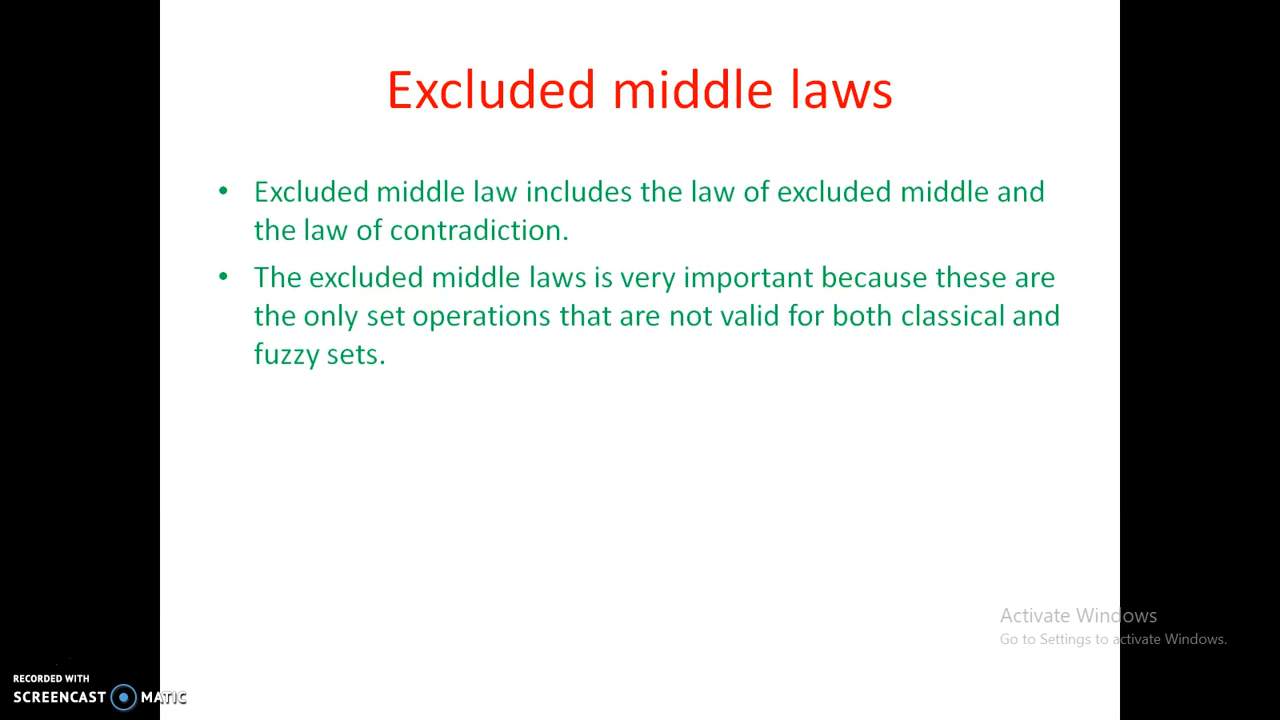 Excluded middle laws
• Excluded middle law includes the law of excluded middle and
the law of contradiction.
• The excluded middle laws is very important because these are
the only set operations that are not valid for both classical and
fuzzy sets.
Activate Windows
Go to Settings to activate Windows.
RECORDED WITH
SCREENCAST MATIC